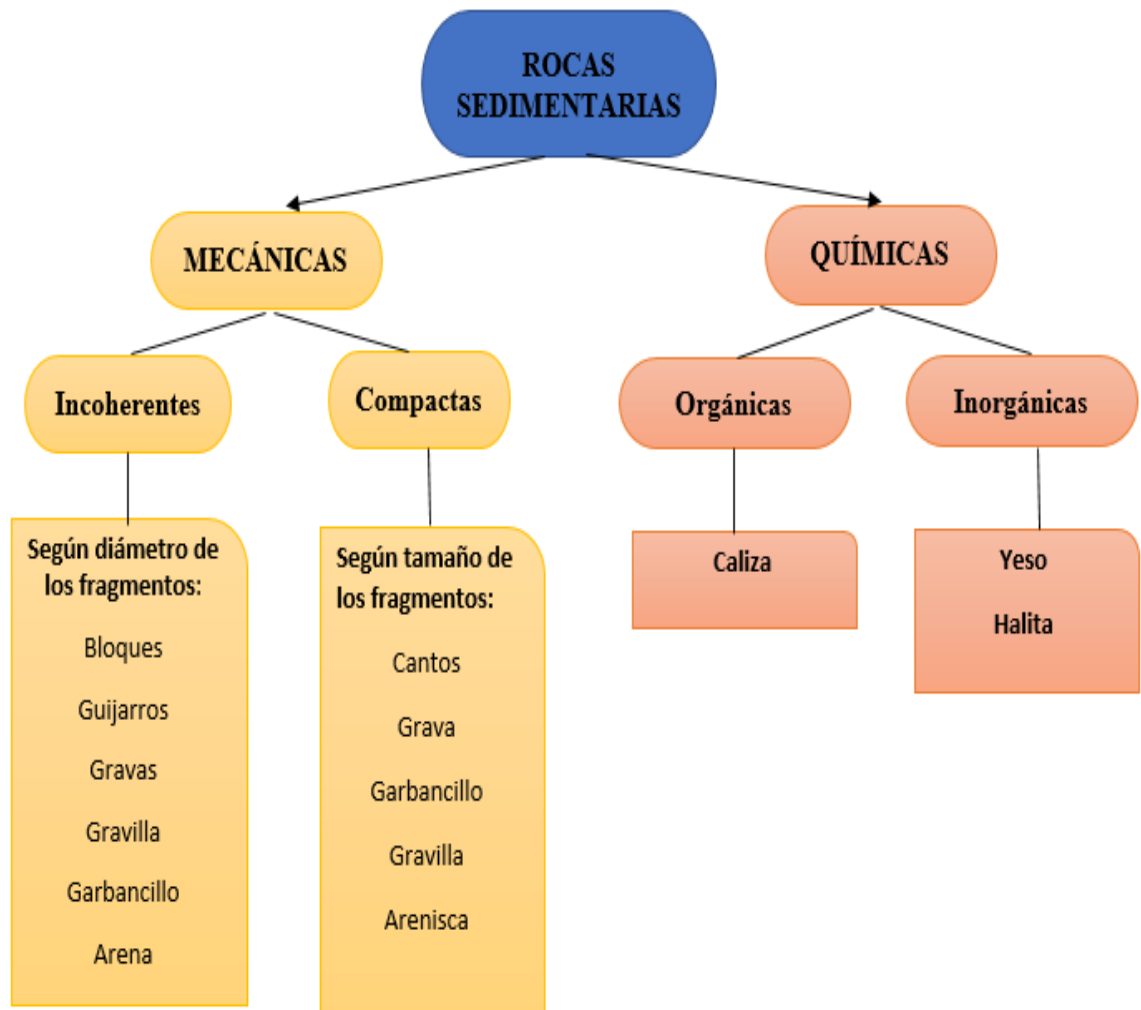 ROCAS
SEDIMENTARIAS
MECÁNICAS
QUÍMICAS
Incoherentes
Compactas
Orgánicas
Inorgánicas
Según diámetro de
los fragmentos:
Bloques
Guijarros
Gravas
Gravilla
Garbancillo
Arena
Según tamaño de
los fragmentos:
Cantos
Grava
Garbancillo
Gravilla
Arenisca
Caliza
Yeso
Halita